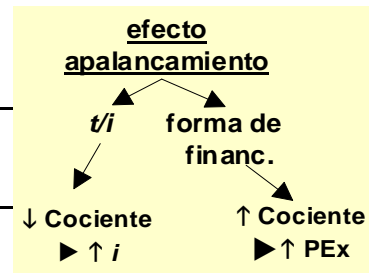 efecto
apalancamiento
t/i
forma de
financ.
↓ Cociente
► ↑ i
↑ Cociente
► ↑ PEx